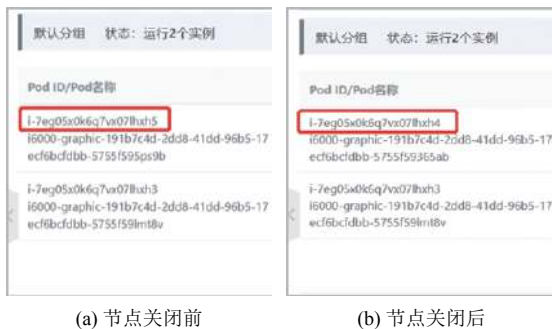 默认分组 状态：运行2个实例
Pod ID/Pod名称
i-7eg05x0k6q7vx07lhxh5
i6000-graphic-191b7c4d-2dd8-41dd-96b5-17
ecf6bcfdbb-5755f595ps9b
i-7eg05x0k6q7vx07lhxh3
i6000-graphic-191b7c4d-2dd8-41dd-96b5-17
ecf6bcfdbb-5755f59lmt8v
(a) 节点关闭前
默认分组 状态：运行2个实例
Pod ID/Pod名称
i-7eg05x0k6q7vx07lhxh4
i6000-graphic-191b7c4d-2dd8-41dd-96b5-17
ecf6bcfdbb-5755f59365ab
i-7eg05x0k6q7vx07lhxh3
i6000-graphic-191b7c4d-2dd8-41dd-96b5-17
ecf6bcfdbb-5755f59lmt8v
(b) 节点关闭后